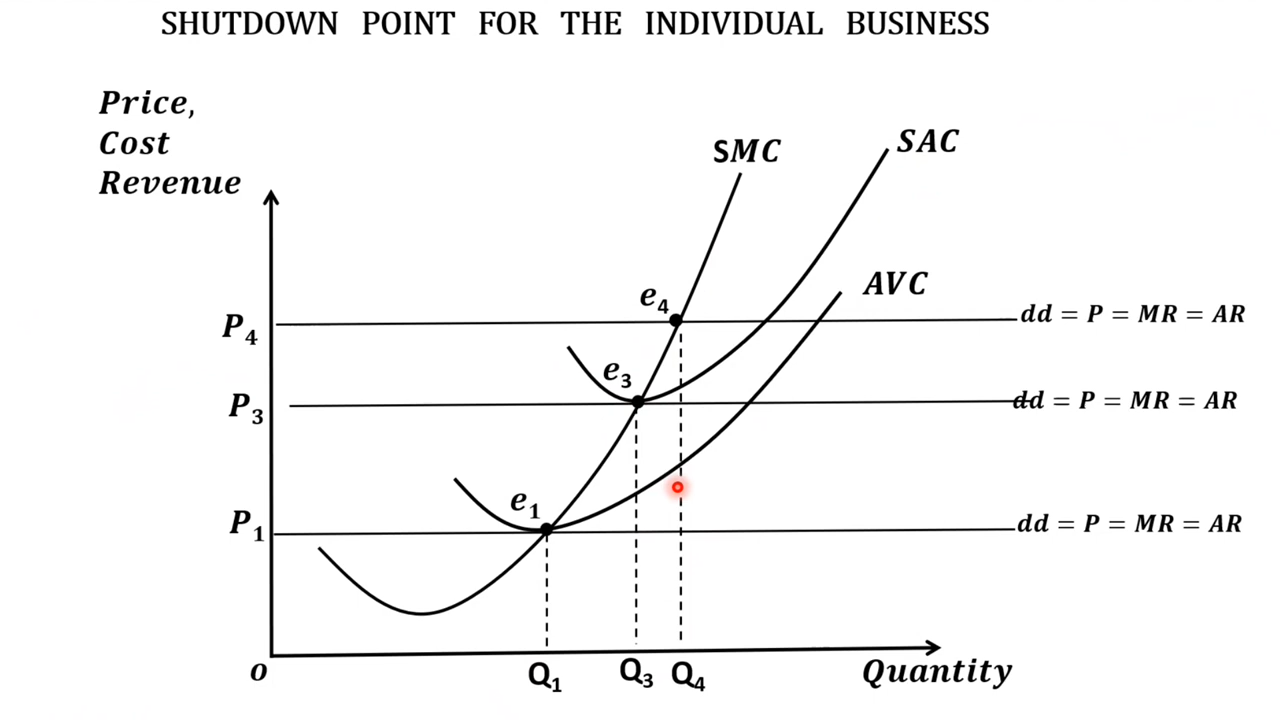 SHUTDOWN POINT FOR THE INDIVIDUAL BUSINESS
Price,
Cost
Revenue
SMC
SAC
AVC
e₄
P₄
dd = P = MR = AR
e₃
P₃
dd = P = MR = AR
e₁
P₁
dd = P = MR = AR
o
Q₁
Q₃
Q₄
Quantity